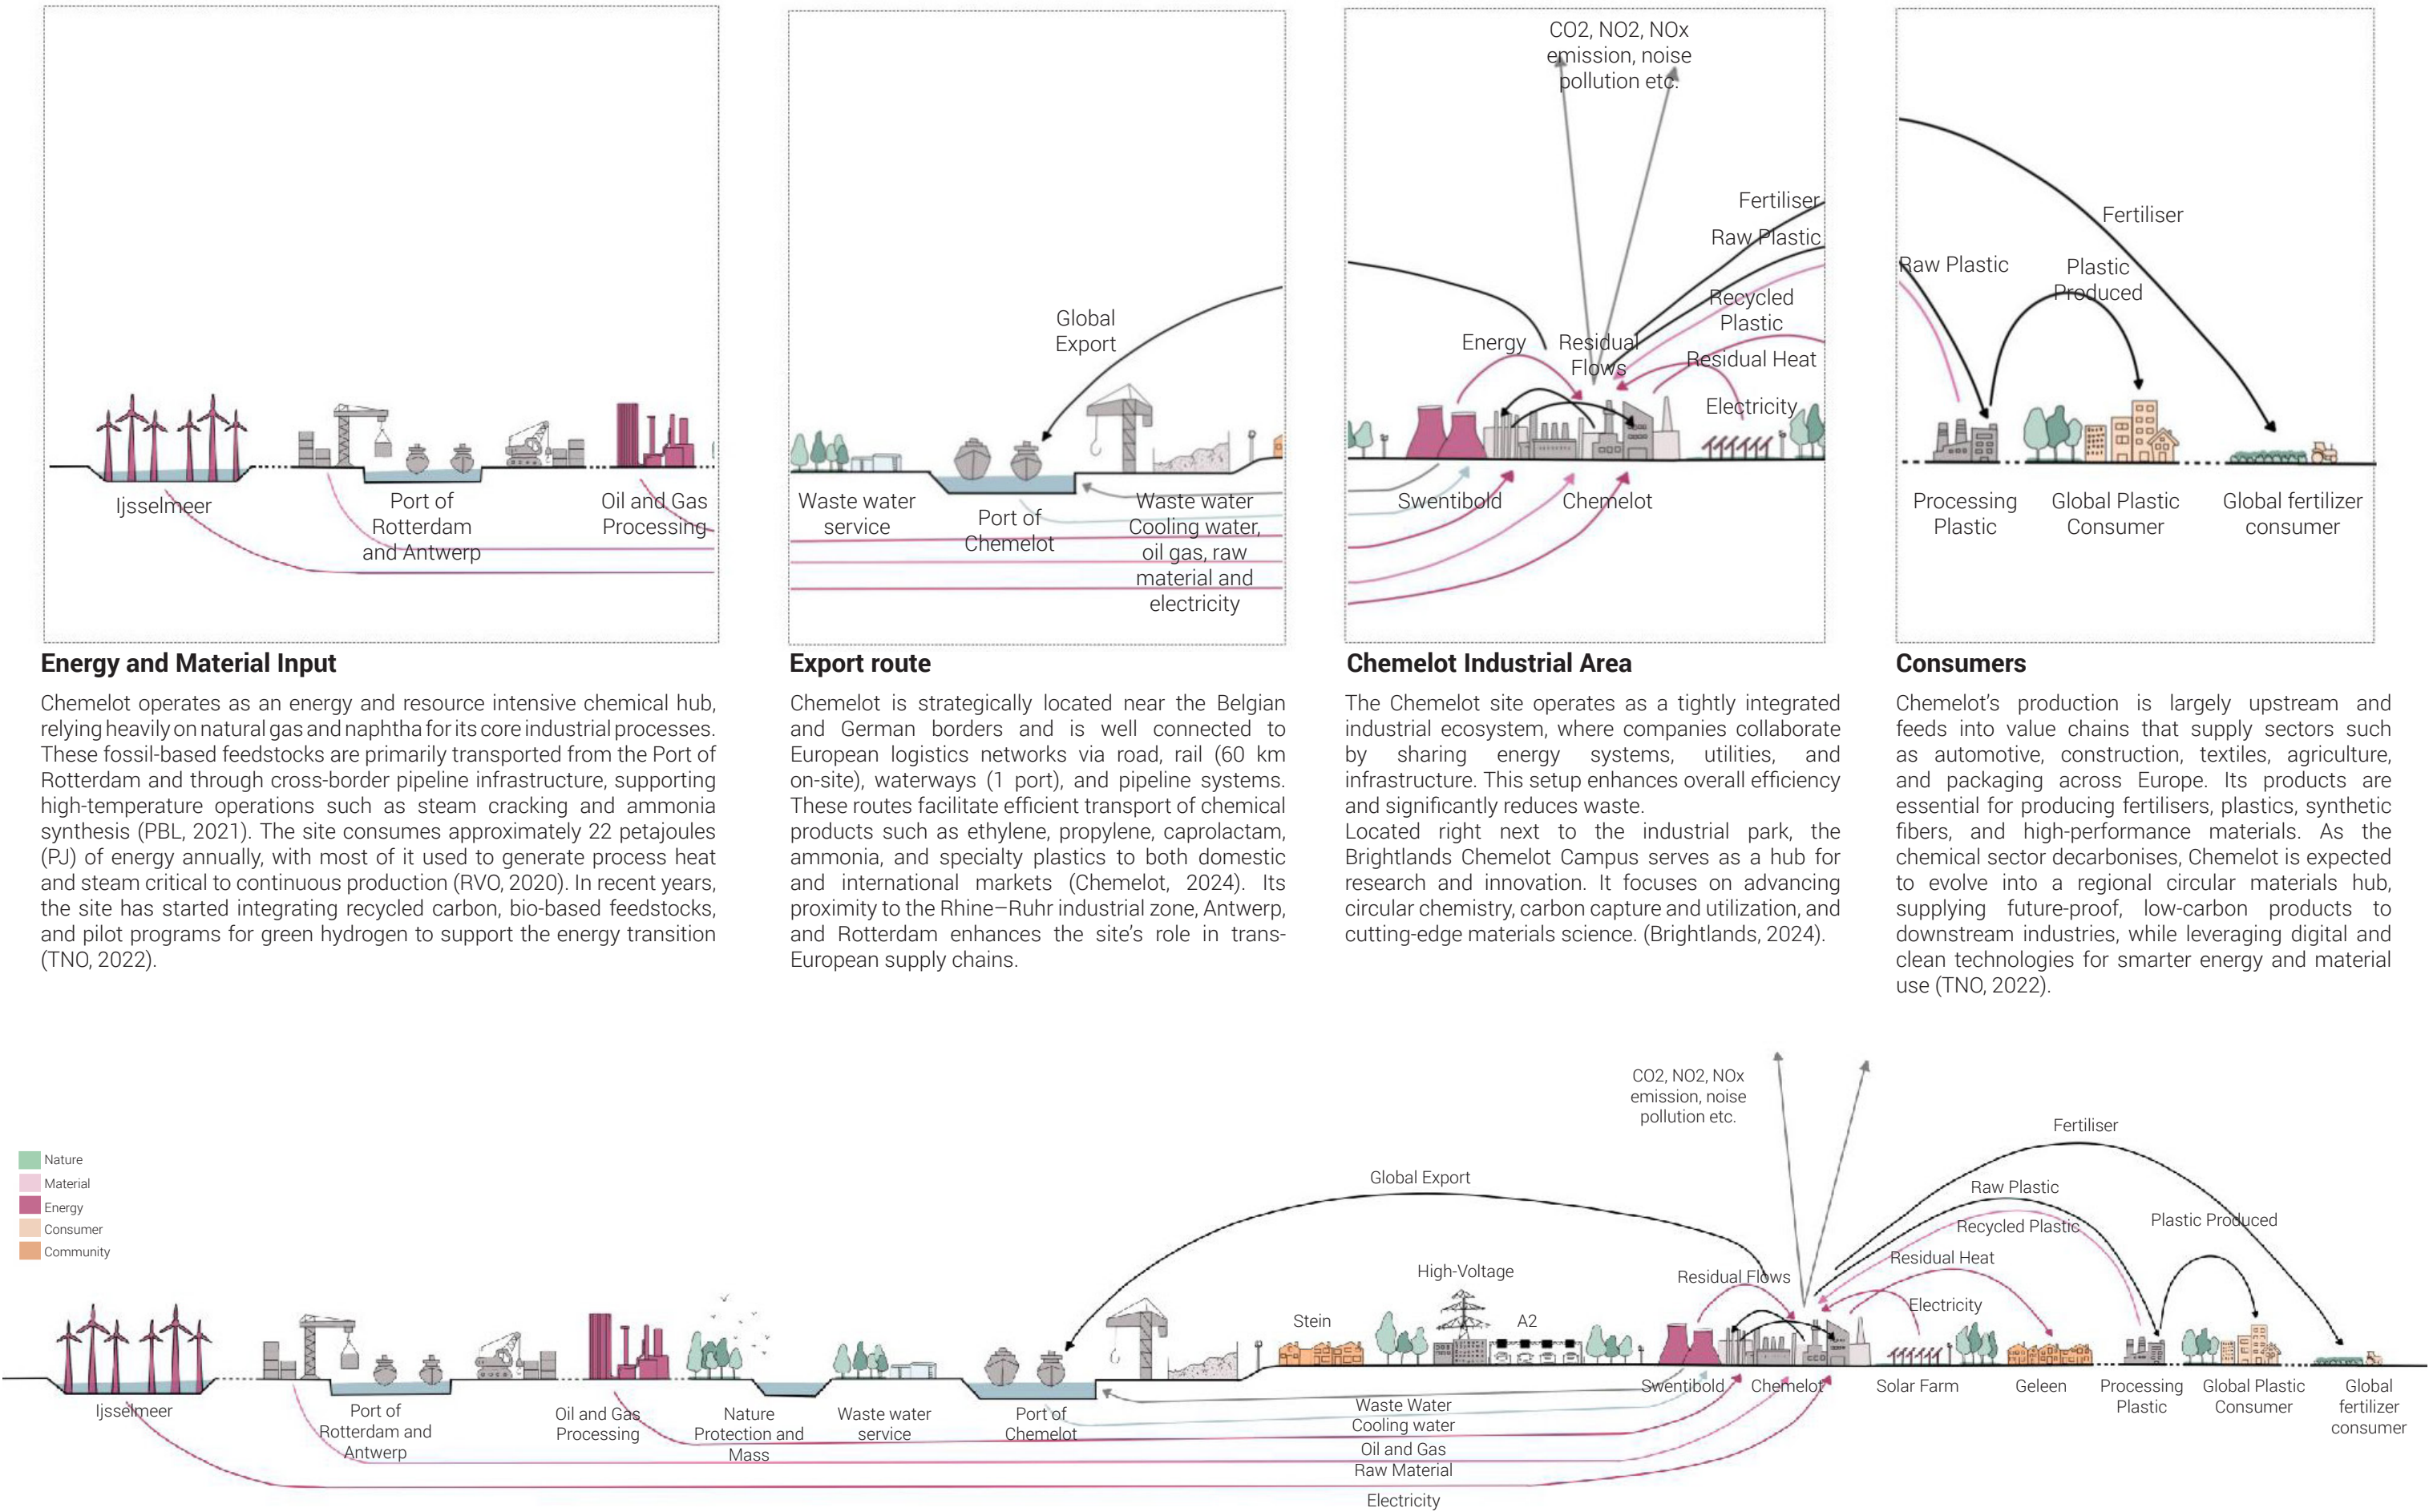 Ijsselmeer
Port of
Rotterdam
and Antwerp
Oil and Gas
Processing
Energy and Material Input
Chemelot operates as an energy and resource intensive chemical hub,
relying heavily on natural gas and naphtha for its core industrial processes.
These fossil-based feedstocks are primarily transported from the Port of
Rotterdam and through cross-border pipeline infrastructure, supporting
high-temperature operations such as steam cracking and ammonia
synthesis (PBL, 2021). The site consumes approximately 22 petajoules
(PJ) of energy annually, with most of it used to generate process heat
and steam critical to continuous production (RVO, 2020). In recent years,
the site has started integrating recycled carbon, bio-based feedstocks,
and pilot programs for green hydrogen to support the energy transition
(TNO, 2022).
Global
Export
Waste water
service
Port of
Chemelot
Waste water
Cooling water,
oil gas, raw
material and
electricity
Export route
Chemelot is strategically located near the Belgian
and German borders and is well connected to
European logistics networks via road, rail (60 km
on-site), waterways (1 port), and pipeline systems.
These routes facilitate efficient transport of chemical
products such as ethylene, propylene, caprolactam,
ammonia, and specialty plastics to both domestic
and international markets (Chemelot, 2024). Its
proximity to the Rhine–Ruhr industrial zone, Antwerp,
and Rotterdam enhances the site's role in trans-
European supply chains.
CO2, NO2, NOx
emission, noise
pollution etc.
Fertiliser
Raw Plastic
Recycled
Plastic
Energy
Residual
Flows
Residual Heat
Electricity
Swentibold
Chemelot
Chemelot Industrial Area
The Chemelot site operates as a tightly integrated
industrial ecosystem, where companies collaborate
by sharing energy systems, utilities, and
infrastructure. This setup enhances overall efficiency
and significantly reduces waste.
Located right next to the industrial park, the
Brightlands Chemelot Campus serves as a hub for
research and innovation. It focuses on advancing
circular chemistry, carbon capture and utilization, and
cutting-edge materials science. (Brightlands, 2024).
Fertiliser
Raw Plastic
Plastic
Produced
Processing
Plastic
Global Plastic
Consumer
Global fertilizer
consumer
Consumers
Chemelot's production is largely upstream and
feeds into value chains that supply sectors such
as automotive, construction, textiles, agriculture,
and packaging across Europe. Its products are
essential for producing fertilisers, plastics, synthetic
fibers, and high-performance materials. As the
chemical sector decarbonises, Chemelot is expected
to evolve into a regional circular materials hub,
supplying future-proof, low-carbon products to
downstream industries, while leveraging digital and
clean technologies for smarter energy and material
use (TNO, 2022).
Nature
Material
Energy
Consumer
Community
CO2, NO2, NOx
emission, noise
pollution etc.
Fertiliser
Global Export
Raw Plastic
Recycled Plastic
Plastic Produced
Residual Heat
High-Voltage
Residual Flows
Electricity
Stein
A2
Ijsselmeer
Port of
Rotterdam and
Antwerp
Oil and Gas
Processing
Nature
Protection and
Mass
Waste water
service
Port of
Chemelot
Waste Water
Cooling water
Oil and Gas
Raw Material
Electricity
Swentibold
Chemelot
Solar Farm
Geleen
Processing
Plastic
Global Plastic
Consumer
Global
fertilizer
consumer